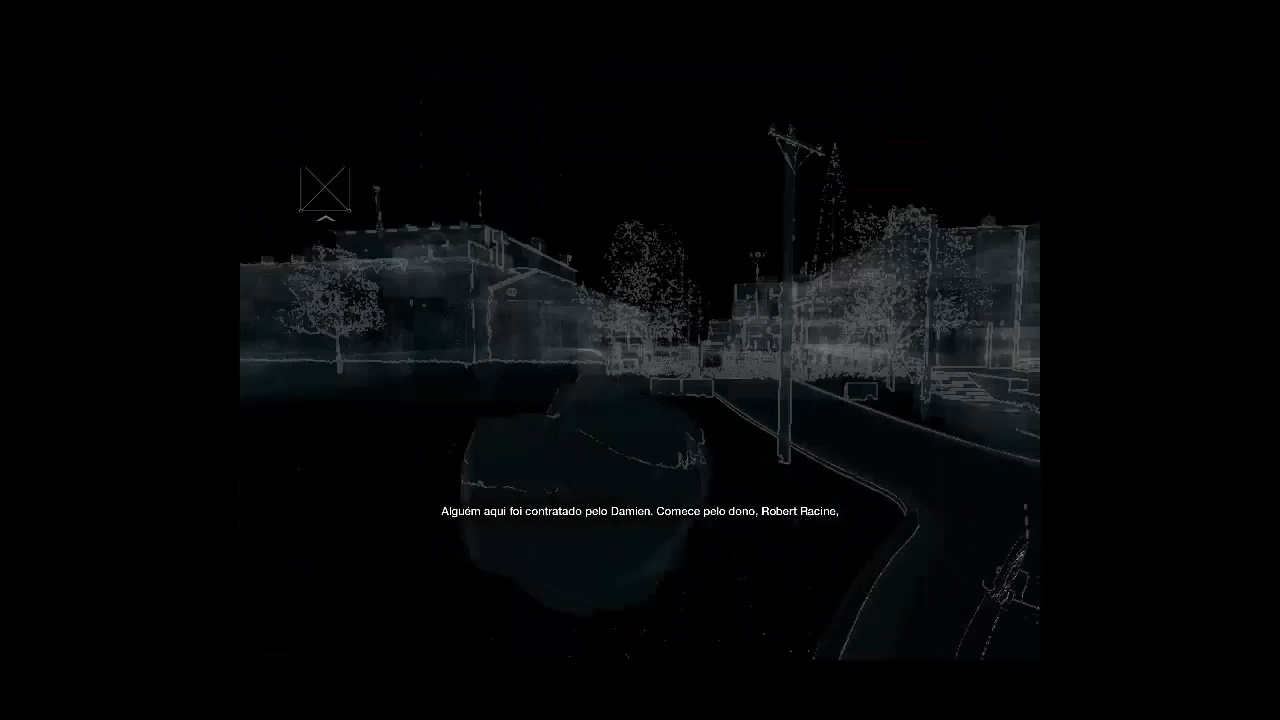 Alguém aqui foi contratado pelo Damien. Comece pelo dono, Robert Racine,